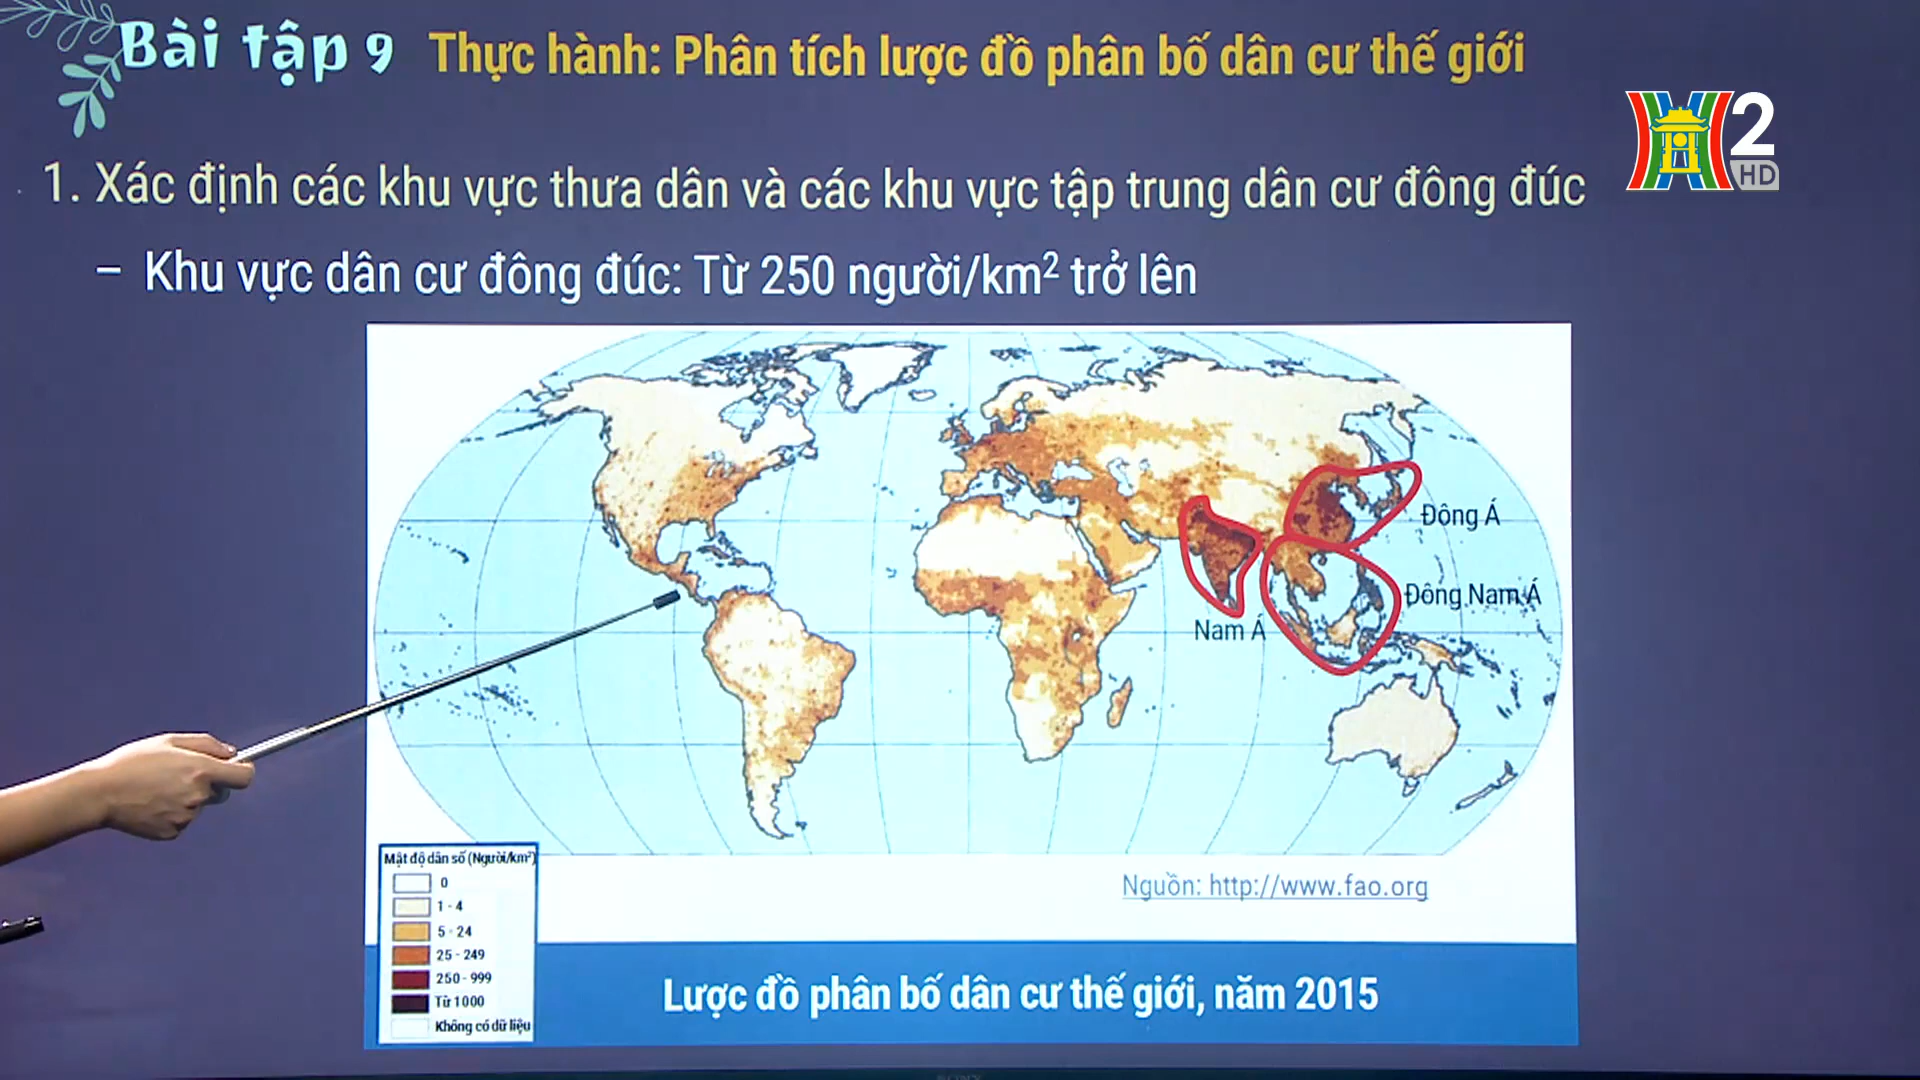 Bài tập 9 Thực hành: Phân tích lược đồ phân bố dân cư thế giới
2
HD
1. Xác định các khu vực thưa dân và các khu vực tập trung dân cư đông đúc
– Khu vực dân cư đông đúc: Từ 250 người/km² trở lên
Đông Á
Đông Nam Á
Nam Á
Mật độ dân số (Người/km²)
0
1 - 4
5 - 24
25 - 249
250 - 999
Từ 1000
Không có dữ liệu
Nguồn: http://www.fao.org
Lược đồ phân bố dân cư thế giới, năm 2015